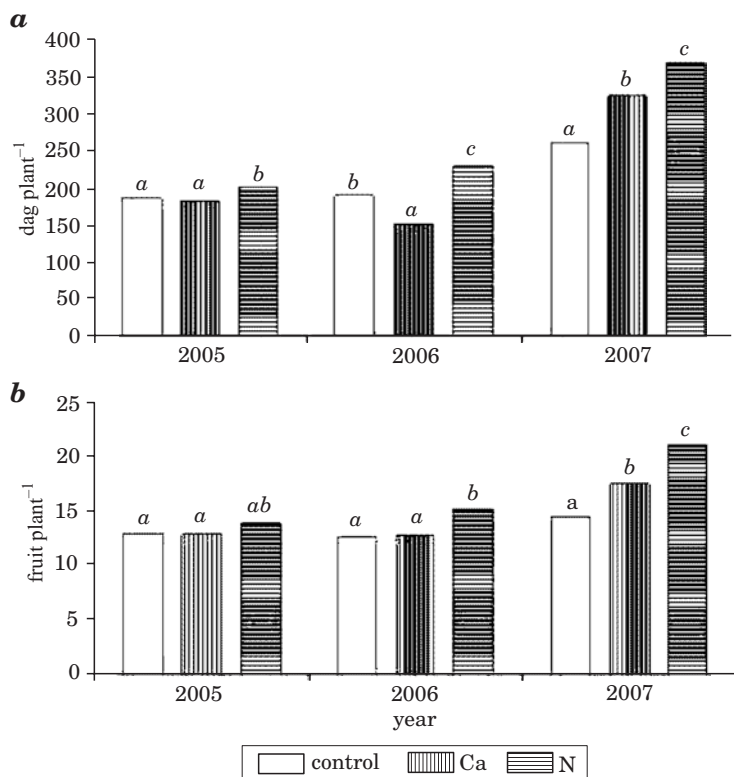 a
400
350
300
250
200
150
100
50
0
dag plant⁻¹
a a b
b a c
a b c
2005 2006 2007
b
25
20
15
10
5
0
fruit plant⁻¹
a a ab
a a b
a b c
2005 2006 2007
year
control Ca N